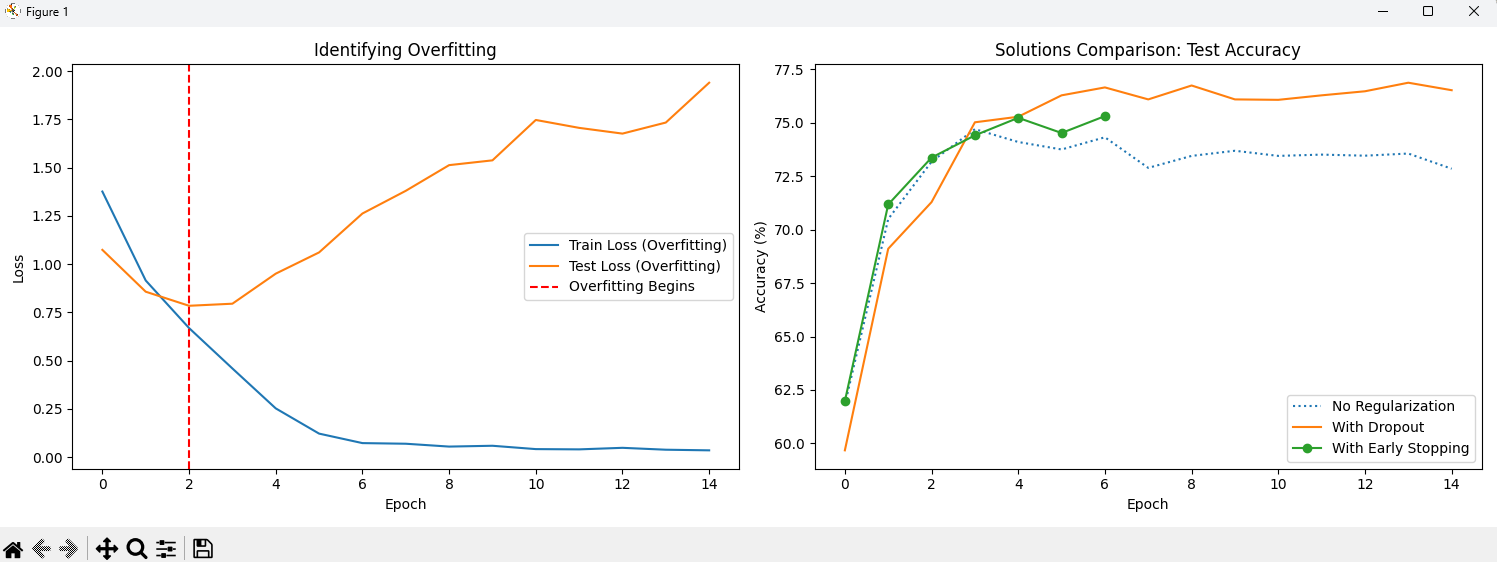 Figure 1
Identifying Overfitting
2.00
1.75
1.50
1.25
1.00
0.75
0.50
0.25
0.00
Loss
0 2 4 6 8 10 12 14
Epoch
Train Loss (Overfitting)
Test Loss (Overfitting)
Overfitting Begins
Solutions Comparison: Test Accuracy
77.5
75.0
72.5
70.0
67.5
65.0
62.5
60.0
Accuracy (%)
0 2 4 6 8 10 12 14
Epoch
No Regularization
With Dropout
With Early Stopping